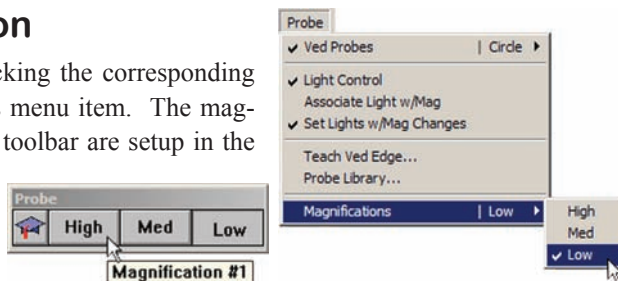 on
cking the corresponding
menu item. The mag-
toolbar are setup in the
Probe
High Med Low
Magnification #1
Probe
Ved Probes | Circle
Light Control
Associate Light w/Mag
Set Lights w/Mag Changes
Teach Ved Edge...
Probe Library...
Magnifications | Low
High
Med
Low